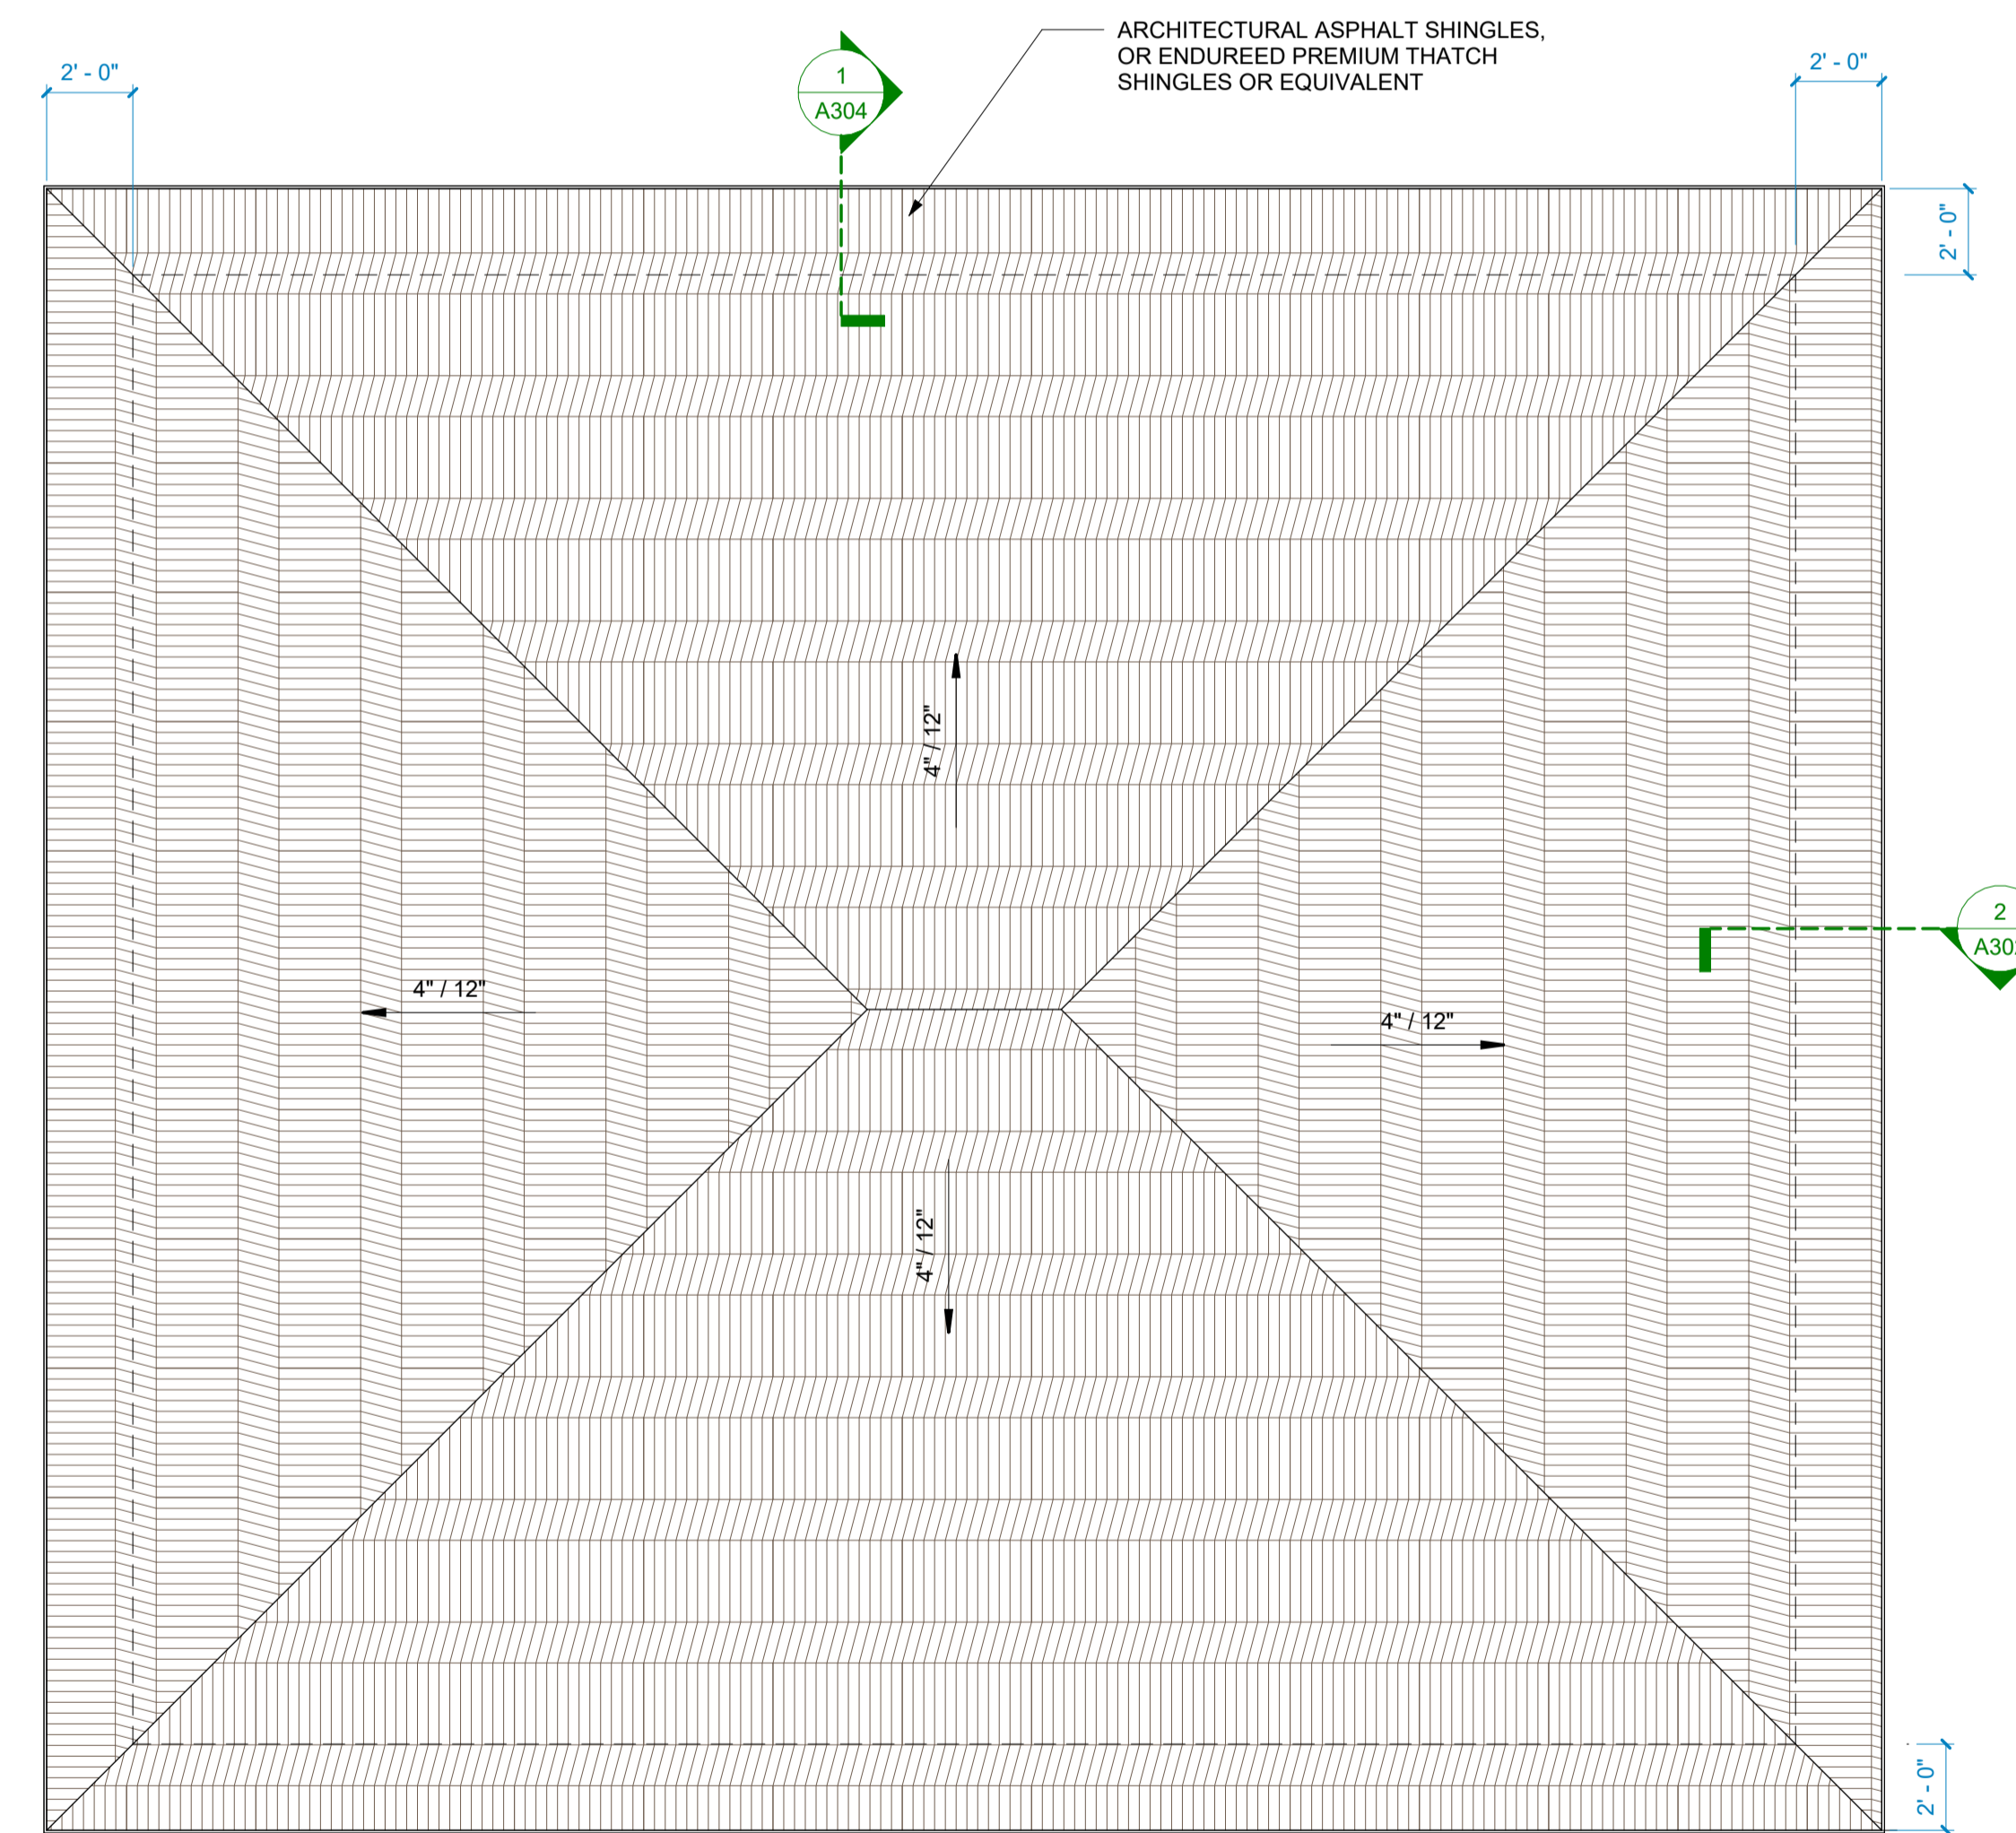 ARCHITECTURAL ASPHALT SHINGLES,
OR ENDUREED PREMIUM THATCH
SHINGLES OR EQUIVALENT
2' - 0"
2' - 0"
1
A304
2' - 0"
4" / 12"
2
4" / 12"
4" / 12"
4" / 12"
2' - 0"